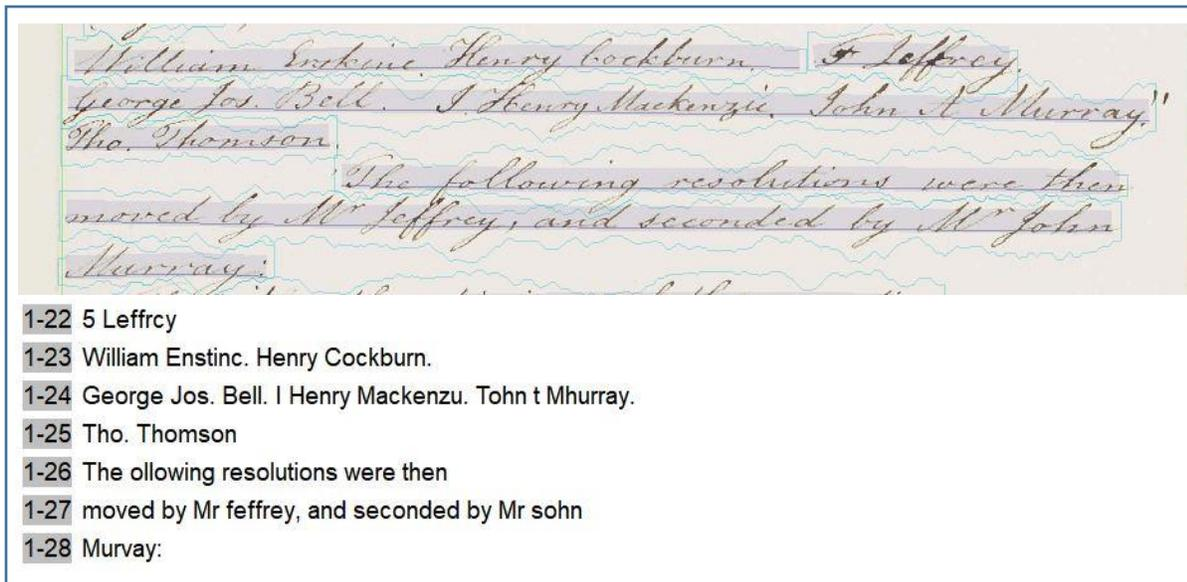 William Erskine. Henry Cockburn. F Jeffrey.
George Jos. Bell. J. Henry Mackenzie. John A Murray."
Tho. Thomson.
The following resolutions were then
moved by Mr Jeffrey, and seconded by Mr John
Murray:
1-22 5 Leffrcy
1-23 William Enstinc. Henry Cockburn.
1-24 George Jos. Bell. I Henry Mackenzu. Tohn t Mhurray.
1-25 Tho. Thomson
1-26 The ollowing resolutions were then
1-27 moved by Mr feffrey, and seconded by Mr sohn
1-28 Murvay: